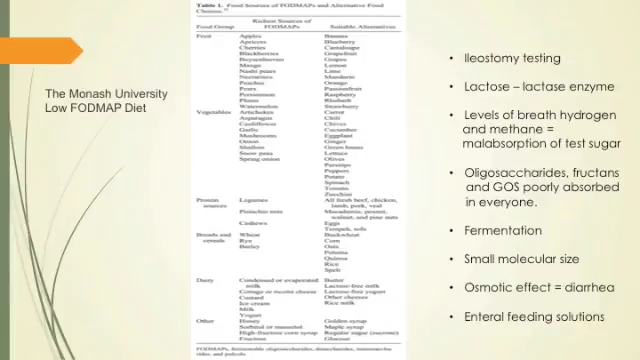 Table 1. Food Sources of FODMAPs and Alternative Food
Choices.
Food Group Richest Sources of FODMAPs Suitable Alternatives
Fruit Apples Banana
Apricots Blueberry
Cherries Cantaloupe
Blackberries Grapefruit
Boysenberries Grapes
Mango Lemon
Nashi pears Lime
Nectarines Mandarin
Peaches Orange
Pears Passionfruit
Persimmon Raspberry
Plums Rhubarb
Watermelon Strawberry
Vegetables Artichokes Carrot
Asparagus Chili
Cauliflower Chives
Garlic Cucumber
Mushrooms Eggplant
Onion Ginger
Shallots Green beans
Snow peas Lettuce
Spring onion Olives
Parsnips
Peppers
Potato
Spinach
Tomato
Zucchini
Protein sources Legumes All fresh beef, chicken,
lamb, pork, veal
Pistachio nuts Macadamia, peanut,
walnut, and pine nuts
Cashews Eggs
Tempeh, tofu
Breads and cereals Wheat Buckwheat
Rye Corn
Barley Oats
Polenta
Quinoa
Rice
Spelt
Dairy Condensed or evaporated milk Butter
Lactose-free milk
Cottage or ricotta cheese Lactose-free yogurt
Custard Other cheeses
Ice cream Rice milk
Milk
Yogurt
Other Honey Golden syrup
Sorbitol or mannitol Maple syrup
High-fructose corn syrup Regular sugar (sucrose)
Fructose Glucose
FODMAPs, fermentable oligosaccharides, disaccharides, monosaccha-
rides, and polyols.
The Monash University
Low FODMAP Diet
• Ileostomy testing
• Lactose – lactase enzyme
• Levels of breath hydrogen
and methane =
malabsorption of test sugar
• Oligosaccharides, fructans
and GOS poorly absorbed
in everyone.
• Fermentation
• Small molecular size
• Osmotic effect = diarrhea
• Enteral feeding solutions